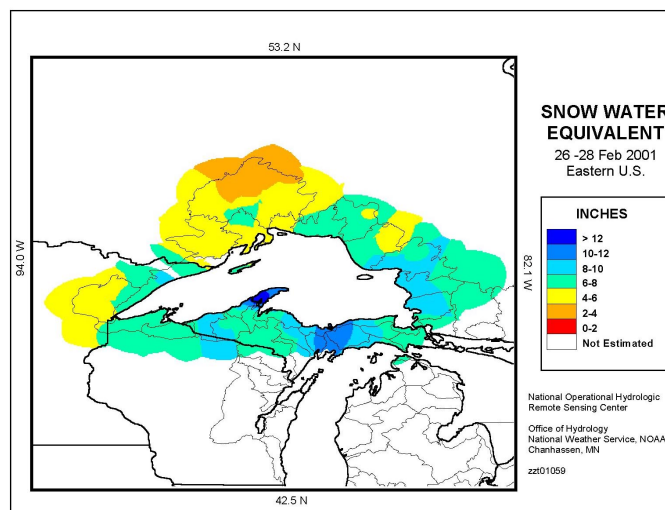 53.2 N
94.0 W
82.1 W
42.5 N
SNOW WATER
EQUIVALENT
26 -28 Feb 2001
Eastern U.S.
INCHES
> 12
10-12
8-10
6-8
4-6
2-4
0-2
Not Estimated
National Operational Hydrologic
Remote Sensing Center
Office of Hydrology
National Weather Service, NOAA
Chanhassen, MN
zzt01059